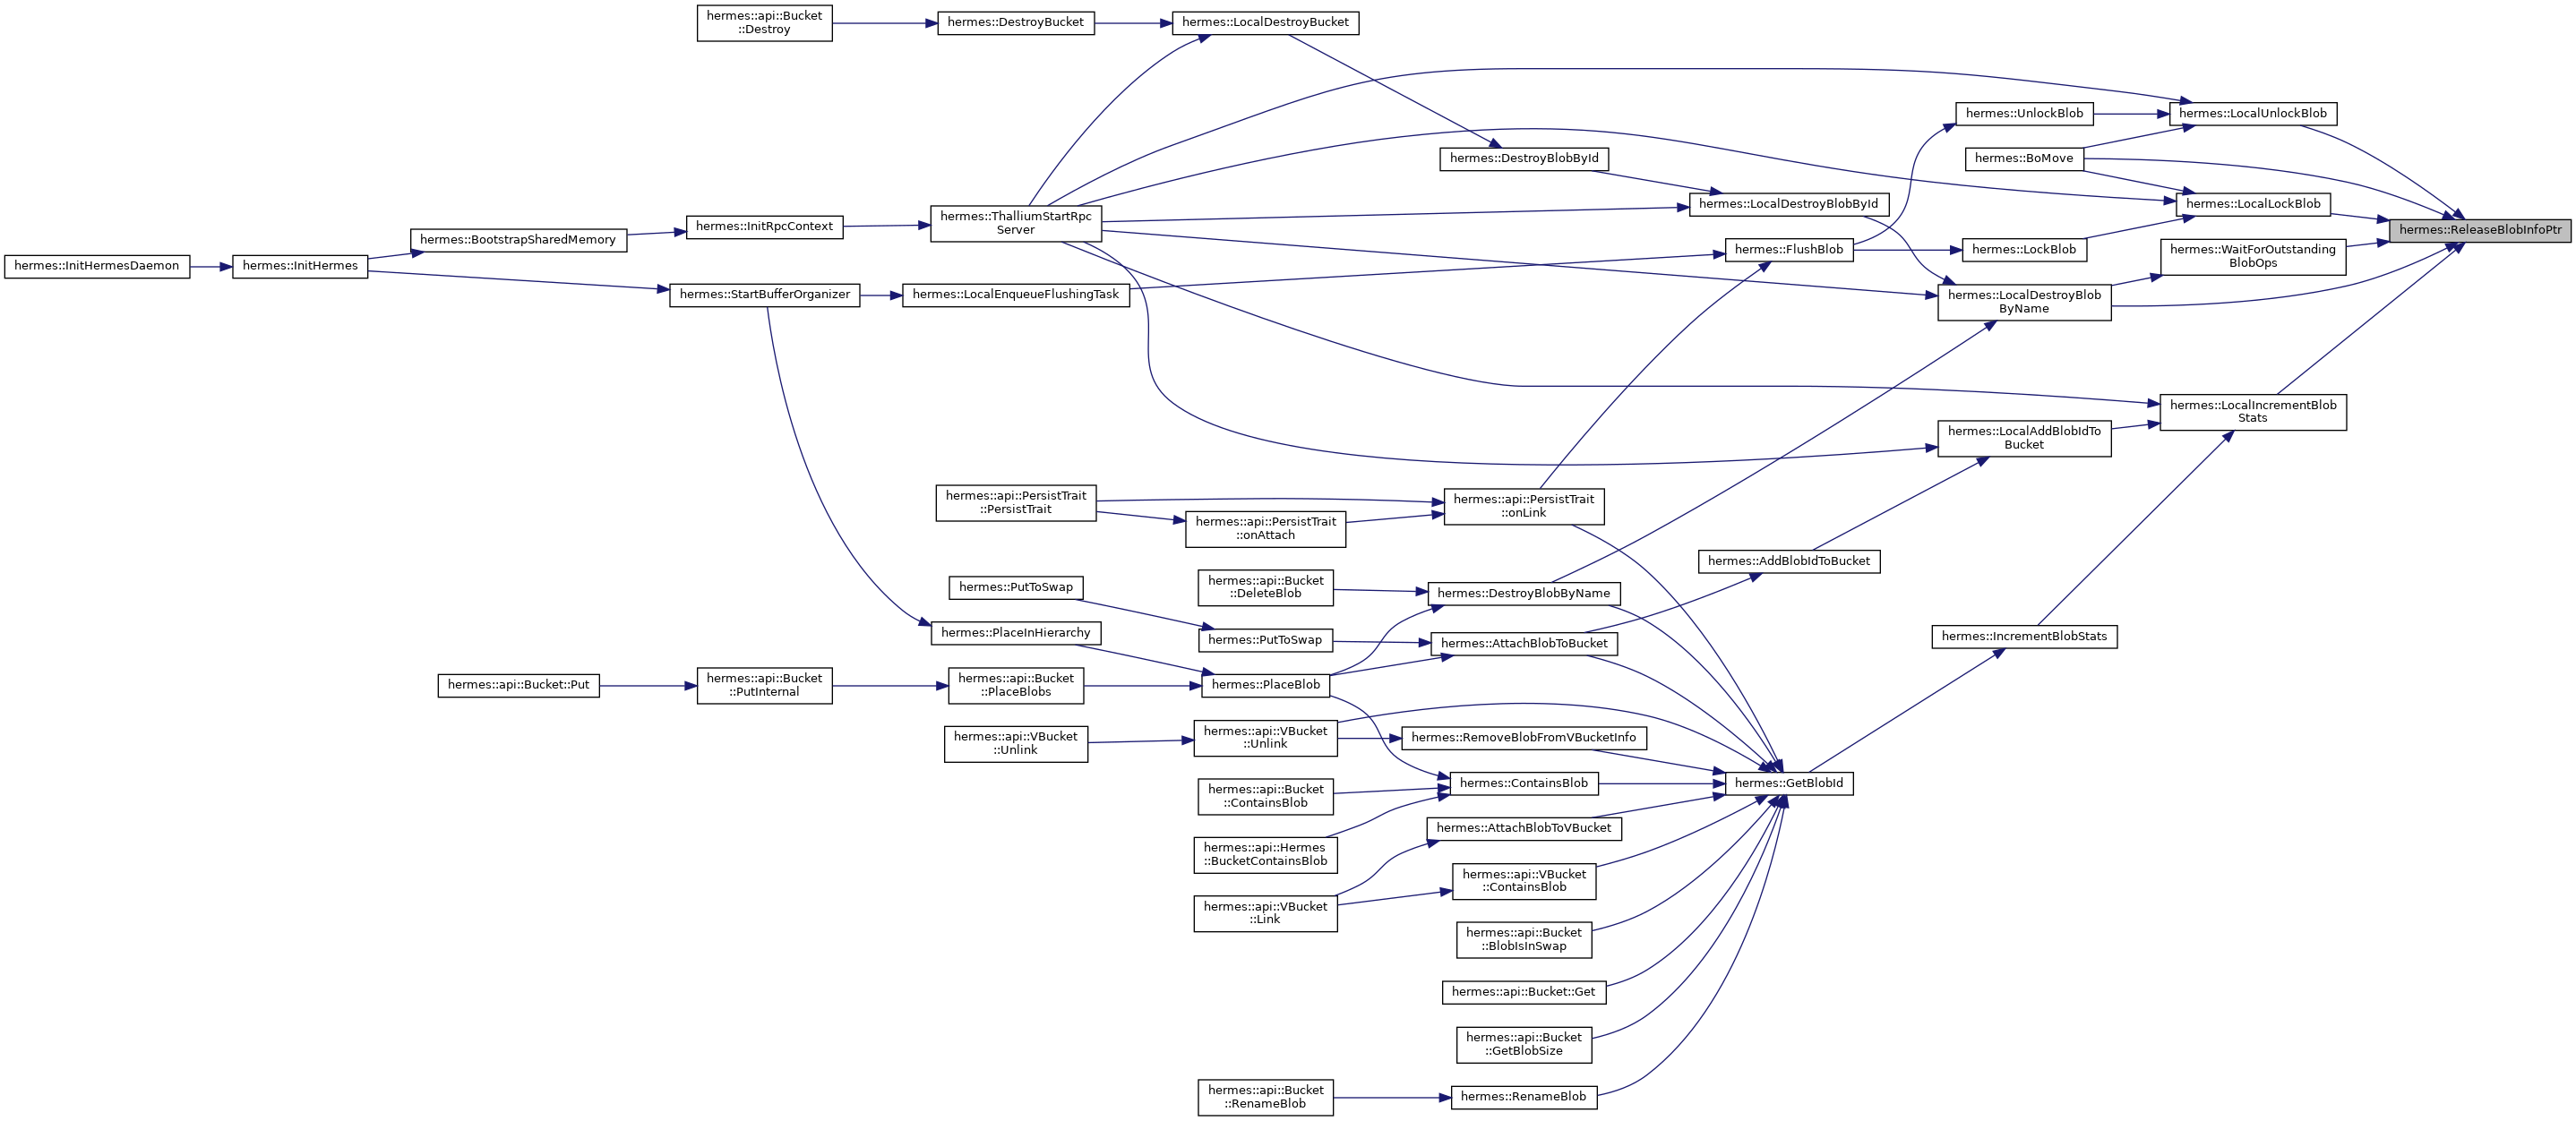 hermes::api::Bucket
::Destroy
hermes::DestroyBucket
hermes::LocalDestroyBucket
hermes::UnlockBlob
hermes::LocalUnlockBlob
hermes::DestroyBlobById
hermes::BoMove
hermes::LocalDestroyBlobById
hermes::LocalLockBlob
hermes::ThalliumStartRpc
Server
hermes::InitRpcContext
hermes::ReleaseBlobInfoPtr
hermes::BootstrapSharedMemory
hermes::FlushBlob
hermes::LockBlob
hermes::WaitForOutstanding
BlobOps
hermes::InitHermesDaemon
hermes::InitHermes
hermes::StartBufferOrganizer
hermes::LocalEnqueueFlushingTask
hermes::LocalDestroyBlob
ByName
hermes::LocalIncrementBlob
Stats
hermes::LocalAddBlobIdTo
Bucket
hermes::api::PersistTrait
::PersistTrait
hermes::api::PersistTrait
::onLink
hermes::api::PersistTrait
::onAttach
hermes::AddBlobIdToBucket
hermes::PutToSwap
hermes::api::Bucket
::DeleteBlob
hermes::DestroyBlobByName
hermes::PlaceInHierarchy
hermes::PutToSwap
hermes::AttachBlobToBucket
hermes::IncrementBlobStats
hermes::api::Bucket::Put
hermes::api::Bucket
::PutInternal
hermes::api::Bucket
::PlaceBlobs
hermes::PlaceBlob
hermes::api::VBucket
::Unlink
hermes::api::VBucket
::Unlink
hermes::RemoveBlobFromVBucketInfo
hermes::api::Bucket
::ContainsBlob
hermes::ContainsBlob
hermes::GetBlobId
hermes::AttachBlobToVBucket
hermes::api::Hermes
::BucketContainsBlob
hermes::api::VBucket
::ContainsBlob
hermes::api::VBucket
::Link
hermes::api::Bucket
::BlobIsInSwap
hermes::api::Bucket::Get
hermes::api::Bucket
::GetBlobSize
hermes::api::Bucket
::RenameBlob
hermes::RenameBlob